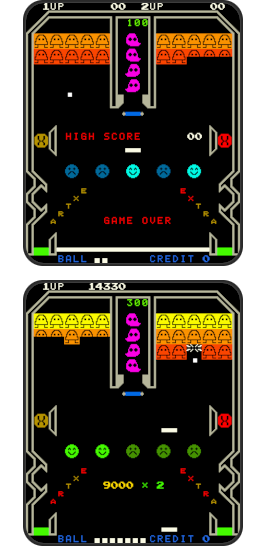 1UP 00 2UP 00
100
HIGH SCORE 00
EXTRA EXTRA
GAME OVER
BALL CREDIT 0
1UP 14330
300
EXTRA EXTRA
9000 × 2
BALL CREDIT 0